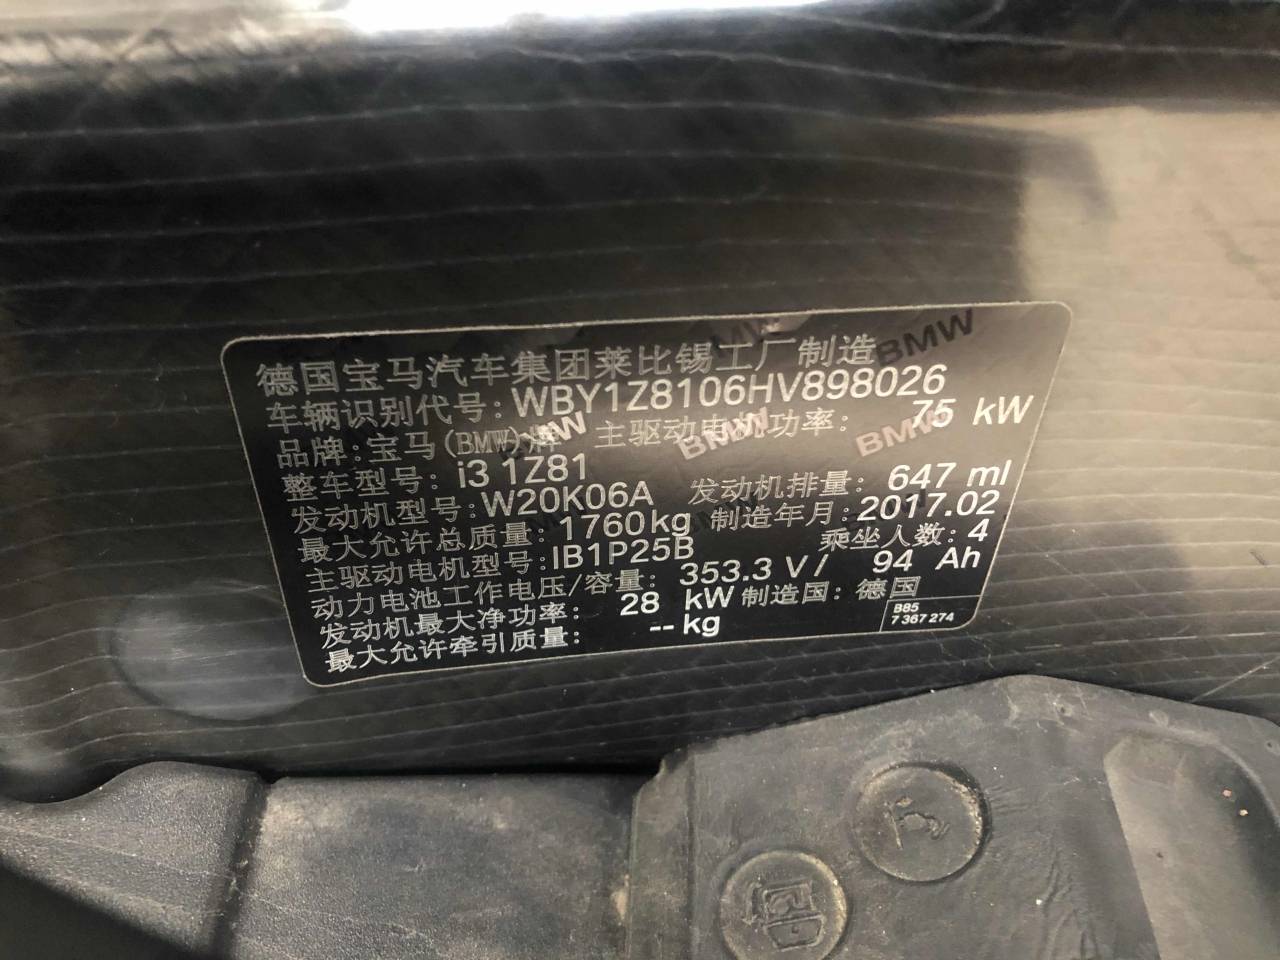 德国宝马汽车集团莱比锡工厂制造
车辆识别代号: WBY1Z8106HV898026
品牌: 宝马(BMW)牌 主驱动电机功率: 75 kW
整车型号: i3 1Z81
发动机型号: W20K06A 发动机排量: 647 ml
最大允许总质量: 1760kg 制造年月: 2017.02
主驱动电机型号: IB1P25B 乘坐人数: 4
动力电池工作电压/容量: 353.3 V/ 94 Ah
发动机最大净功率: 28 kW 制造国: 德国
最大允许牵引质量: -- kg
B85
7 367 274
BMW
BMW
BMW
BMW
BMW
BMW